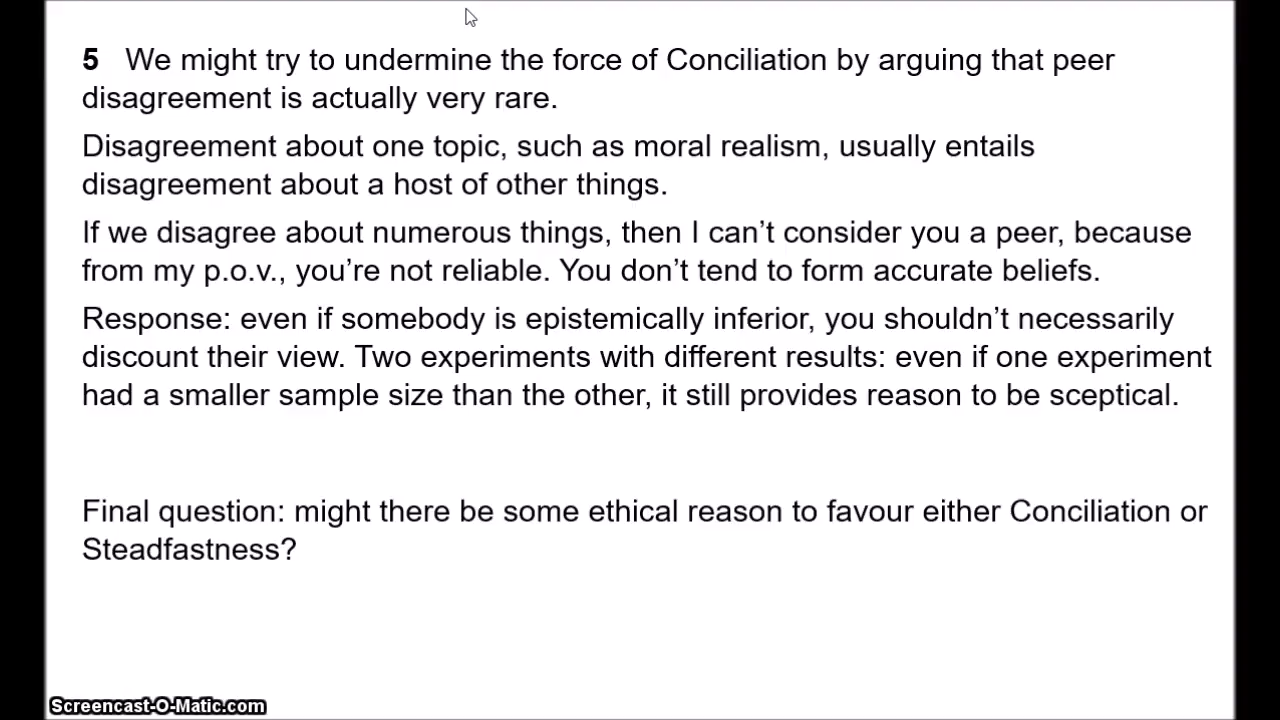 5 We might try to undermine the force of Conciliation by arguing that peer
disagreement is actually very rare.
Disagreement about one topic, such as moral realism, usually entails
disagreement about a host of other things.
If we disagree about numerous things, then I can't consider you a peer, because
from my p.o.v., you're not reliable. You don't tend to form accurate beliefs.
Response: even if somebody is epistemically inferior, you shouldn't necessarily
discount their view. Two experiments with different results: even if one experiment
had a smaller sample size than the other, it still provides reason to be sceptical.
Final question: might there be some ethical reason to favour either Conciliation or
Steadfastness?
Screencast-O-Matic.com